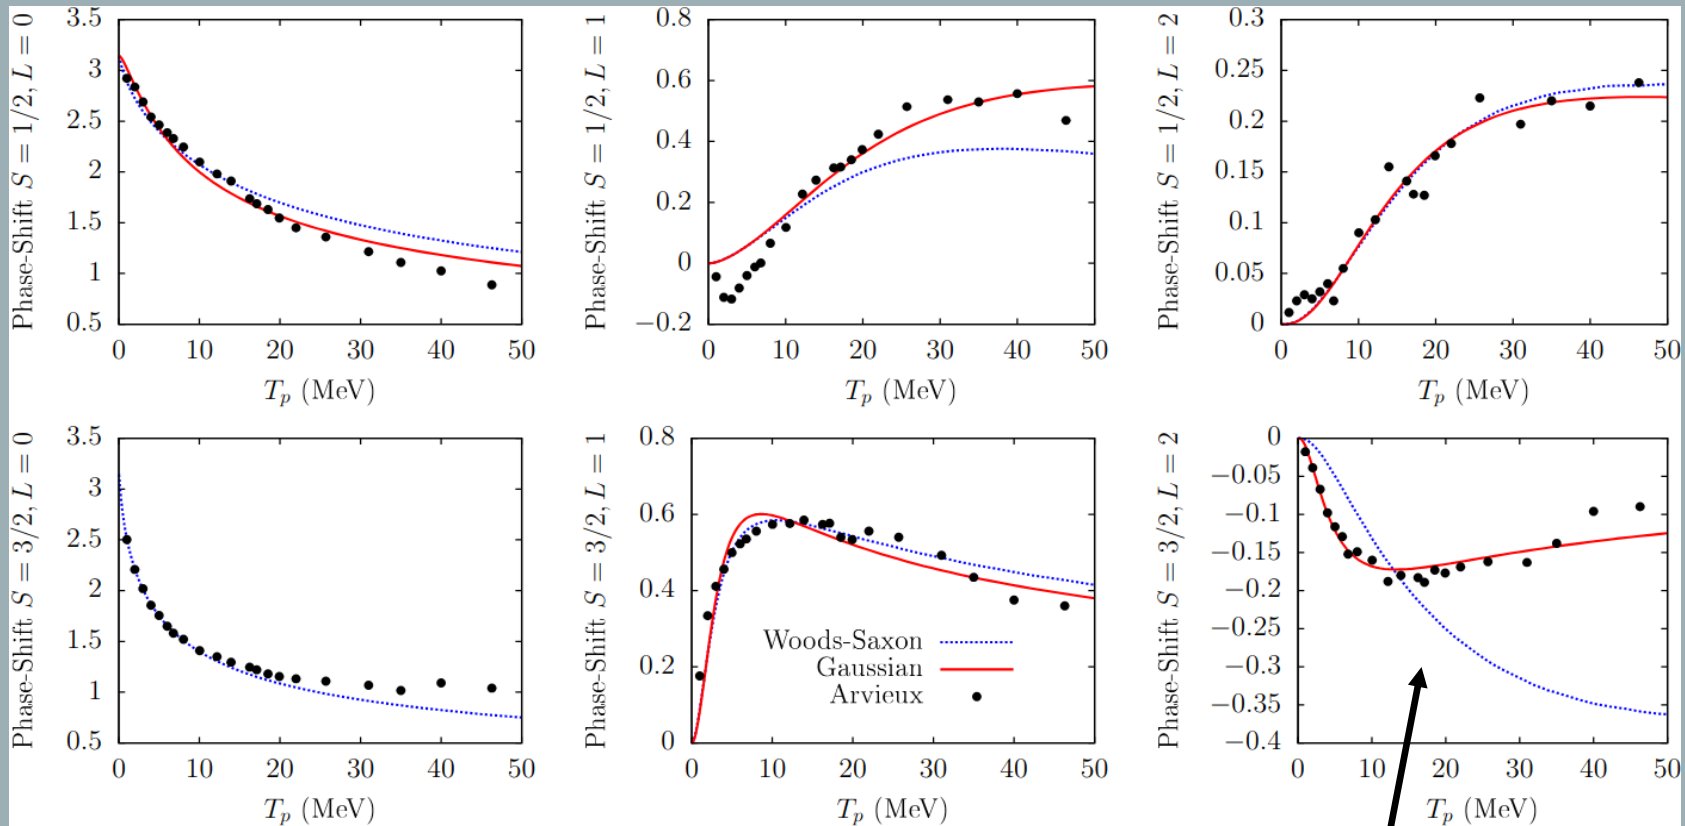 Phase-Shift S = 1/2, L = 0
3.5
3
2.5
2
1.5
1
0.5
0 10 20 30 40 50
T_p (MeV)
Phase-Shift S = 1/2, L = 1
0.8
0.6
0.4
0.2
0
−0.2
0 10 20 30 40 50
T_p (MeV)
Phase-Shift S = 1/2, L = 2
0.3
0.25
0.2
0.15
0.1
0.05
0
0 10 20 30 40 50
T_p (MeV)
Phase-Shift S = 3/2, L = 0
3.5
3
2.5
2
1.5
1
0.5
0 10 20 30 40 50
T_p (MeV)
Phase-Shift S = 3/2, L = 1
0.8
0.6
0.4
0.2
0
Woods-Saxon
Gaussian
Arvieux
0 10 20 30 40 50
T_p (MeV)
Phase-Shift S = 3/2, L = 2
0
−0.05
−0.1
−0.15
−0.2
−0.25
−0.3
−0.35
−0.4
0 10 20 30 40 50
T_p (MeV)